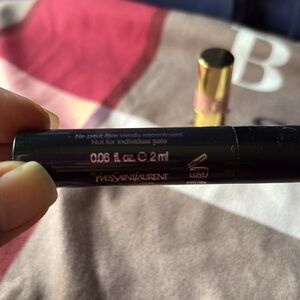 Ne peut être vendu séparément
Not for individual sale
0.06 fl. oz. ℮ 2 ml
YVESSAINTLAURENT
B